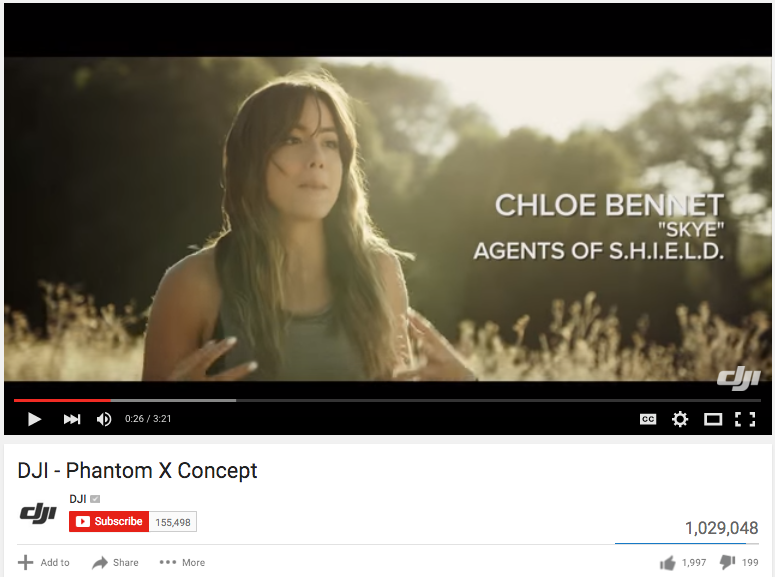 CHLOE BENNET
"SKYE"
AGENTS OF S.H.I.E.L.D.
dji
0:26 / 3:21
CC
DJI - Phantom X Concept
dji
DJI
Subscribe 155,498
1,029,048
Add to Share More 1,997 199